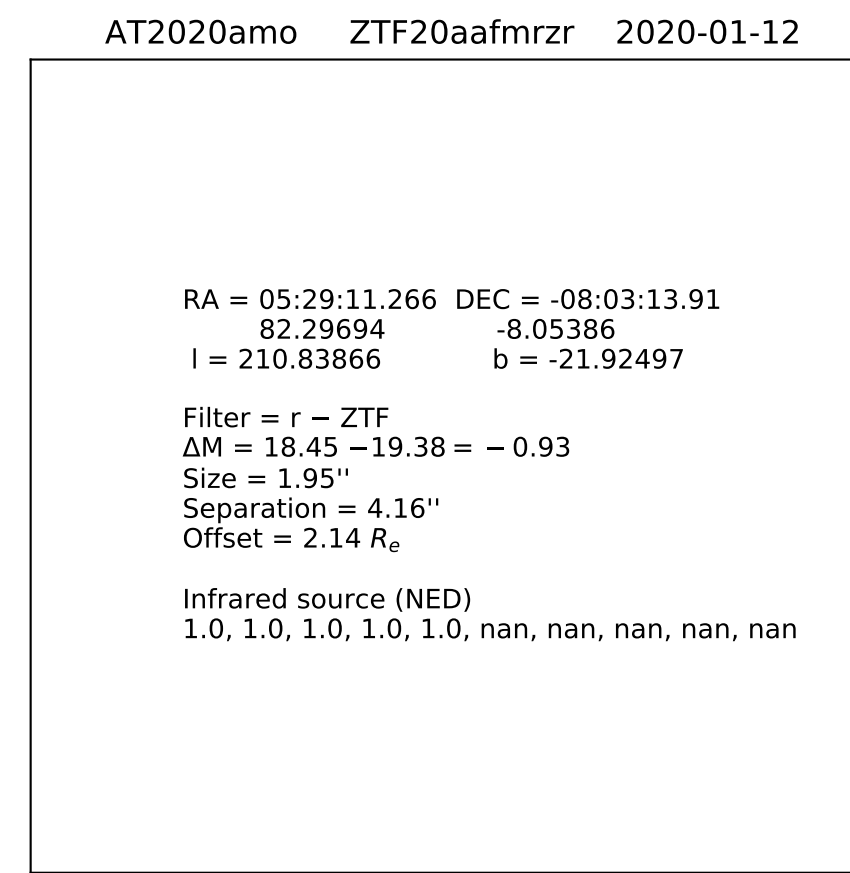 AT2020amo ZTF20aafmrzr 2020-01-12
RA = 05:29:11.266 DEC = -08:03:13.91
82.29694 -8.05386
l = 210.83866 b = -21.92497
Filter = r − ZTF
ΔM = 18.45 −19.38 = − 0.93
Size = 1.95''
Separation = 4.16''
Offset = 2.14 Re
Infrared source (NED)
1.0, 1.0, 1.0, 1.0, 1.0, nan, nan, nan, nan, nan